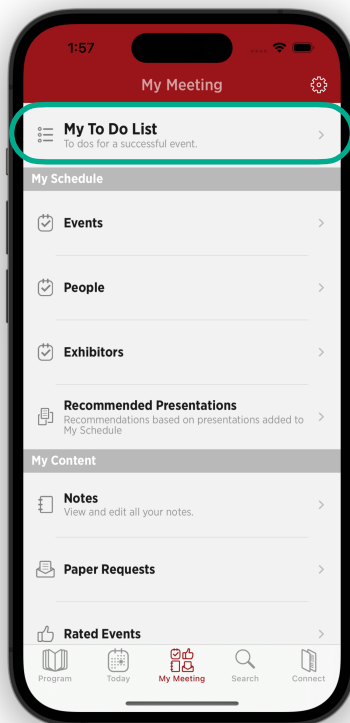 1:57
My Meeting
My To Do List
To dos for a successful event.
My Schedule
Events
People
Exhibitors
Recommended Presentations
Recommendations based on presentations added to
My Schedule
My Content
Notes
View and edit all your notes.
Paper Requests
Rated Events
Program
Today
My Meeting
Search
Connect